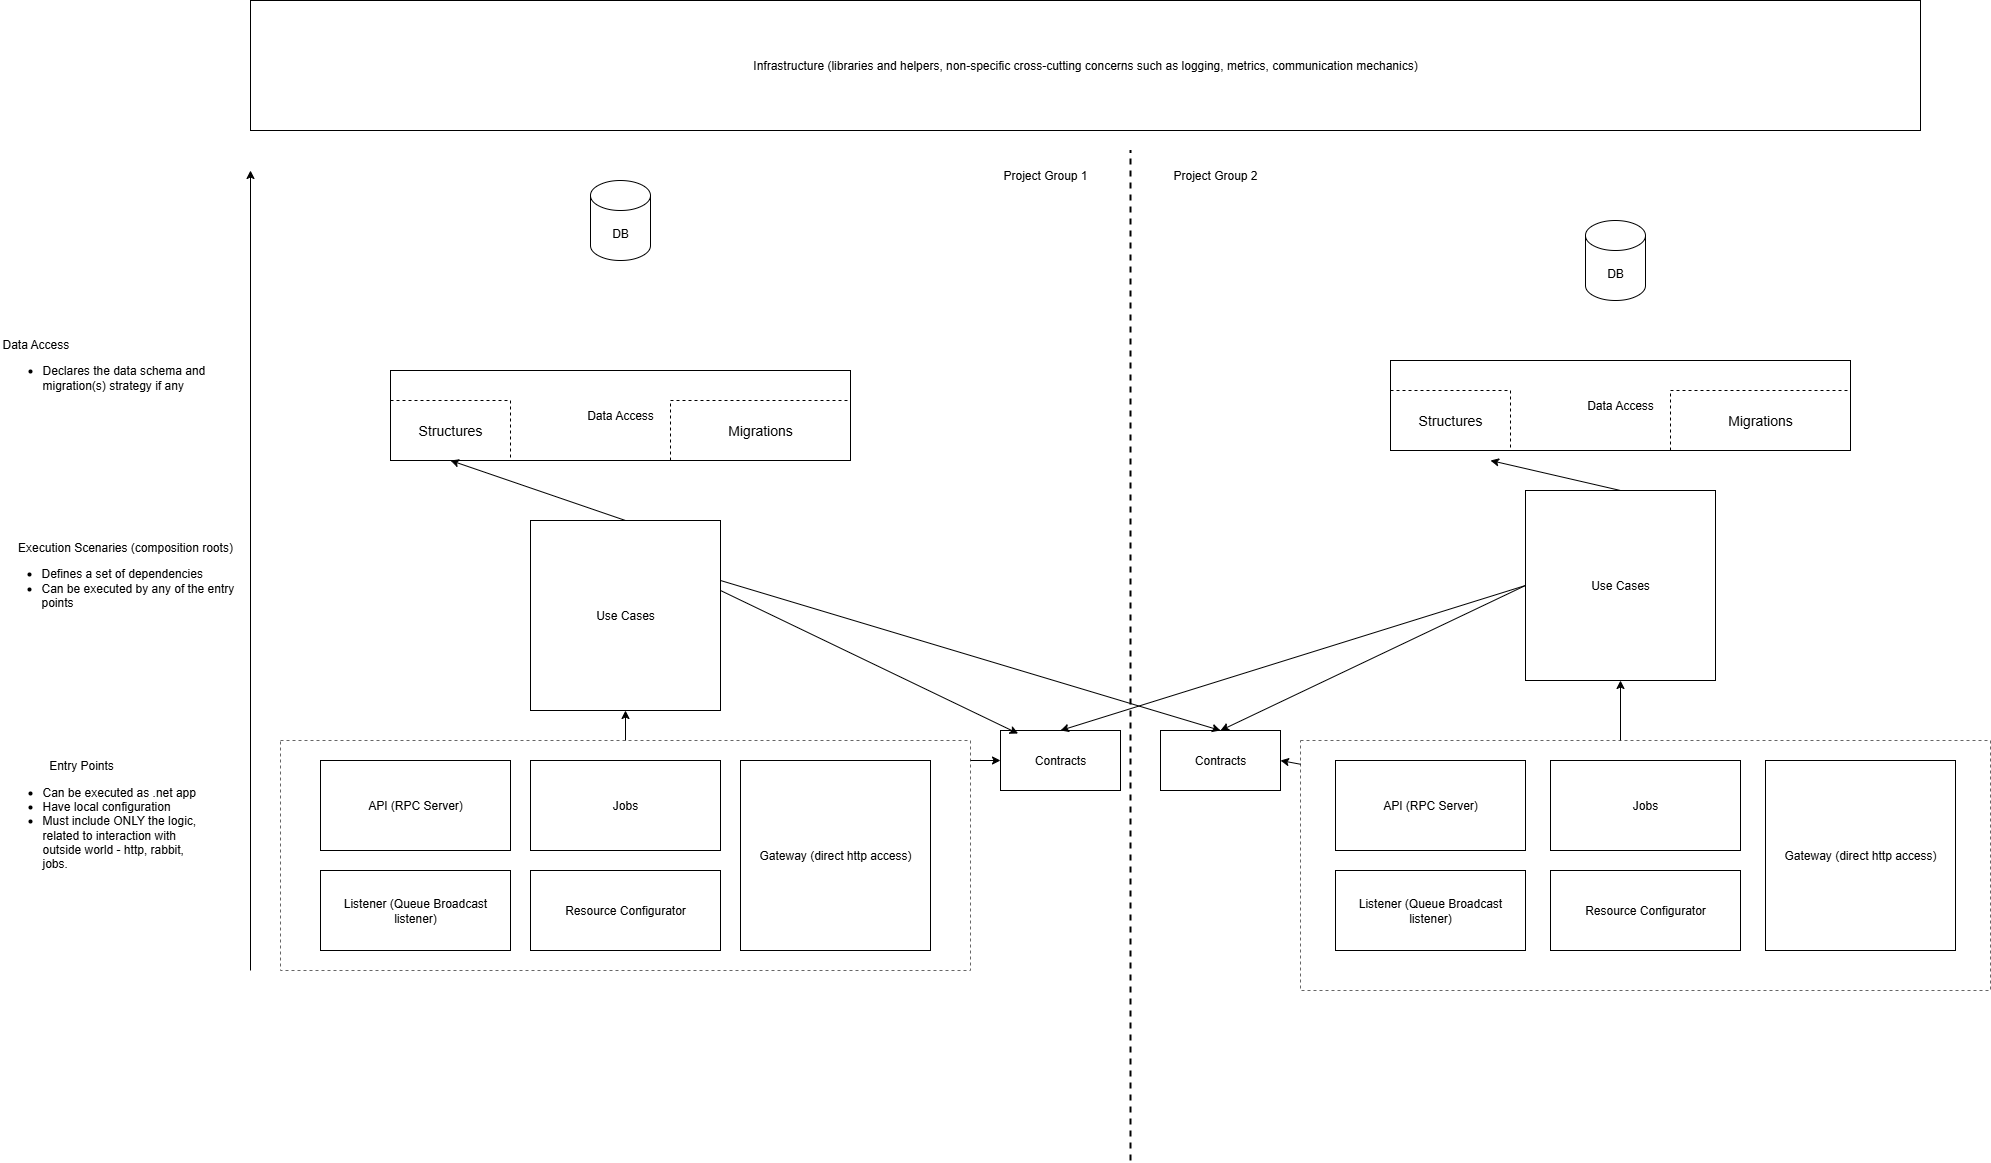 Infrastructure (libraries and helpers, non-specific cross-cutting concerns such as logging, metrics, communication mechanics)
Project Group 1
Project Group 2
DB
DB
Data Access
Declares the data schema and
migration(s) strategy if any
Structures
Data Access
Migrations
Structures
Data Access
Migrations
Execution Scenaries (composition roots)
Defines a set of dependencies
Can be executed by any of the entry
points
Use Cases
Use Cases
Entry Points
Can be executed as .net app
Have local configuration
Must include ONLY the logic,
related to interaction with
outside world - http, rabbit,
jobs.
API (RPC Server)
Jobs
Gateway (direct http access)
Listener (Queue Broadcast
listener)
Resource Configurator
Contracts
Contracts
API (RPC Server)
Jobs
Gateway (direct http access)
Listener (Queue Broadcast
listener)
Resource Configurator